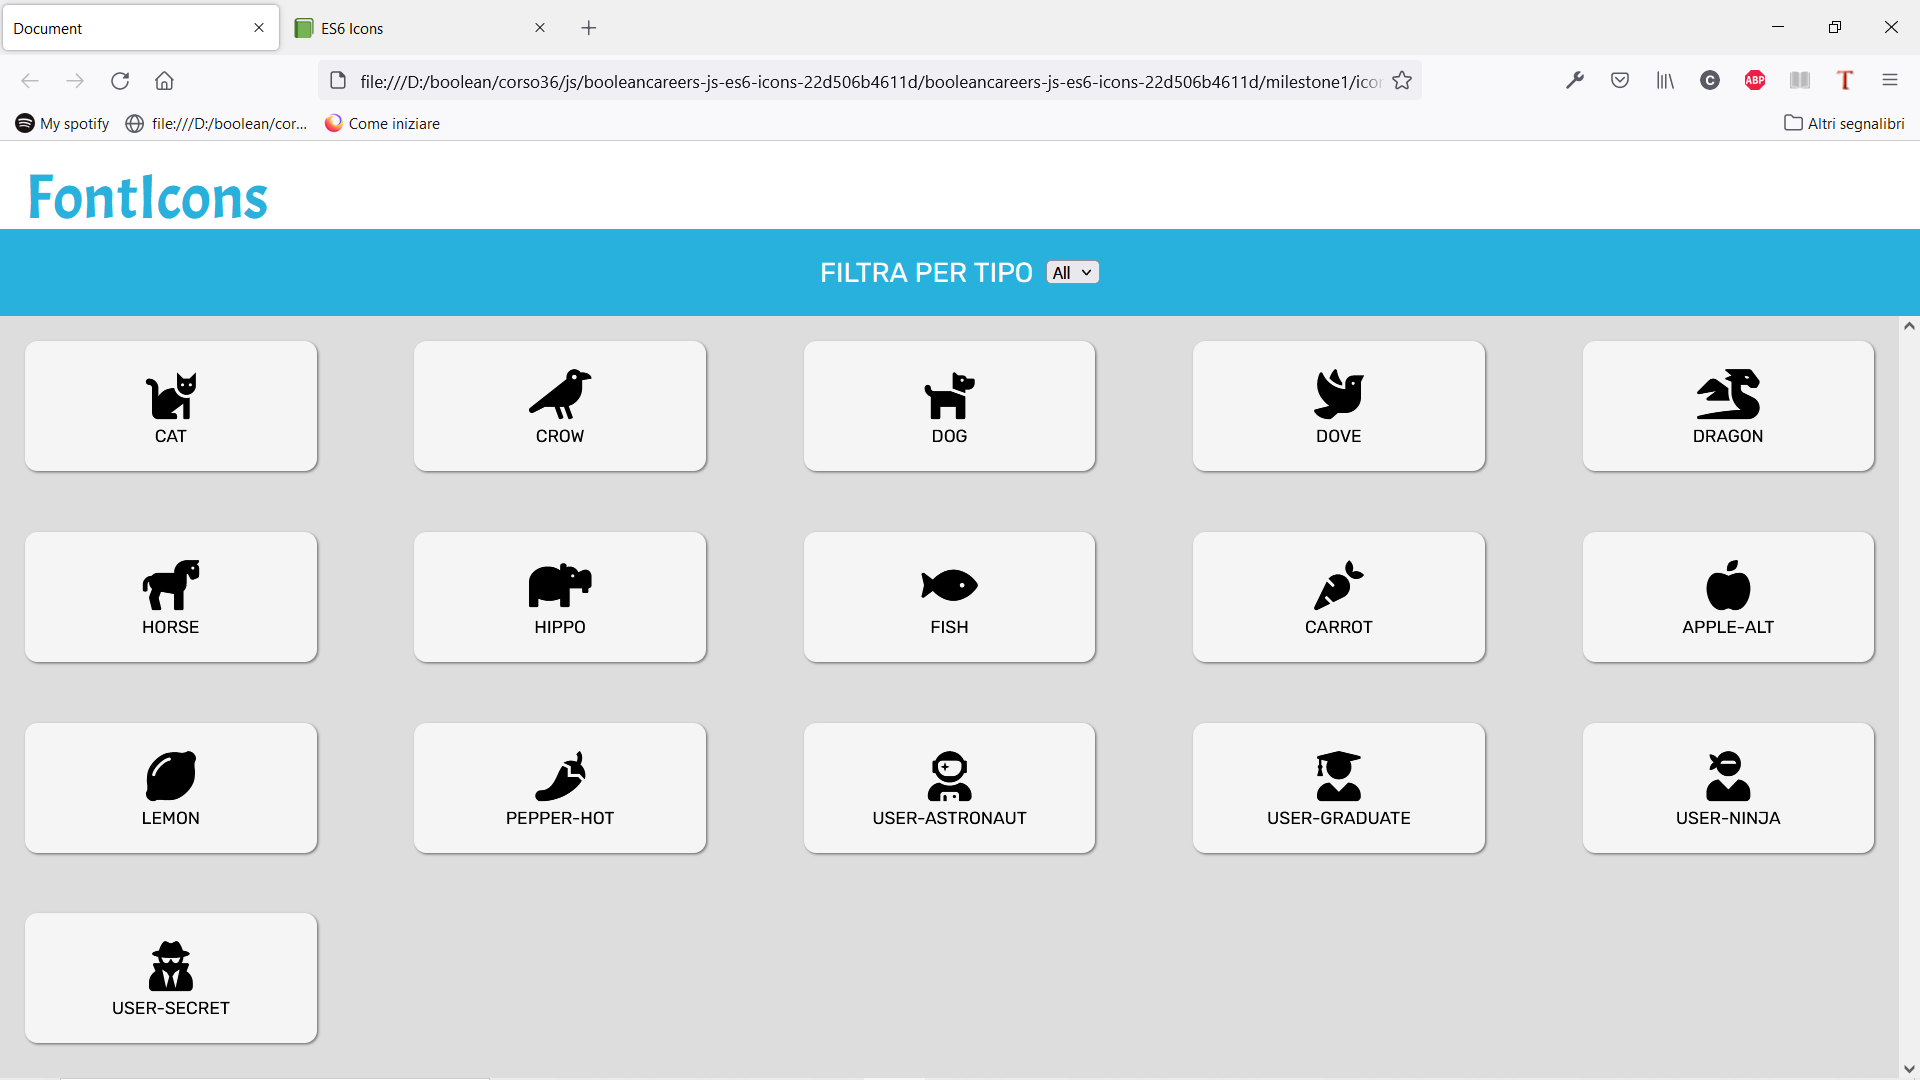 Document
ES6 Icons
file:///D:/boolean/corso36/js/booleancareers-js-es6-icons-22d506b4611d/booleancareers-js-es6-icons-22d506b4611d/milestone1/icor
C
ABP
T
My spotify
file:///D:/boolean/cor...
Come iniziare
Altri segnalibri
FontIcons
FILTRA PER TIPO All
CAT
CROW
DOG
DOVE
DRAGON
HORSE
HIPPO
FISH
CARROT
APPLE-ALT
LEMON
PEPPER-HOT
USER-ASTRONAUT
USER-GRADUATE
USER-NINJA
USER-SECRET